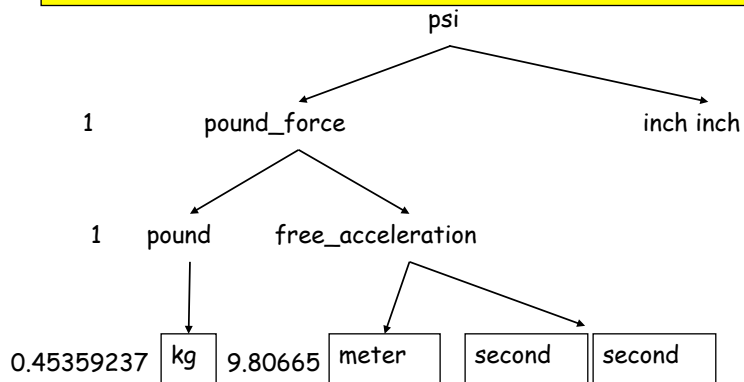 psi
1 pound_force inch inch
1 pound free_acceleration
0.45359237 kg 9.80665 meter second second